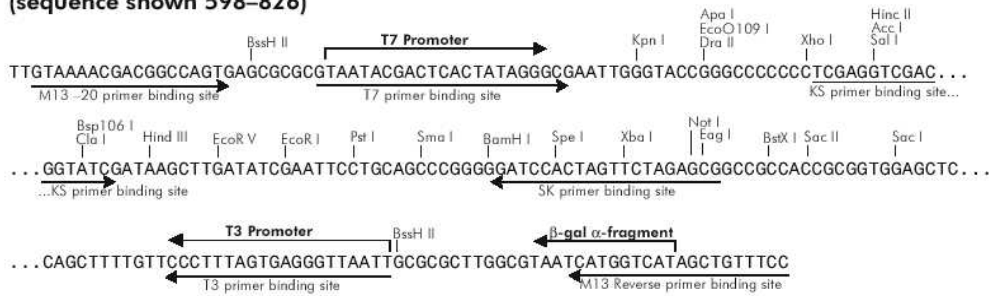 (sequence shown 598–826)
Apa I
EcoO109 I
Dra II
Hinc II
Acc I
Sal I
BssH II
T7 Promoter
Kpn I
Xho I
TTGTAAAACGACGGCCAGTGAGCGCGCGTAATACGACTCACTATAGGGCGAATTGGGTACCGGGCCCCCCCTCGAGGTCGAC...
M13 –20 primer binding site
T7 primer binding site
KS primer binding site...
Bsp106 I
Cla I
Hind III
EcoR V
EcoR I
Pst I
Sma I
BamH I
Spe I
Xba I
Not I
Eag I
BstX I
Sac II
Sac I
...GGTATCGATAAGCTTGATATCGAATTCCTGCAGCCCGGGGGATCCACTAGTTCTAGAGCGGCCGCCACCGCGGTGGAGCTC...
...KS primer binding site
SK primer binding site
T3 Promoter
BssH II
β-gal α-fragment
...CAGCTTTTGTTCCCTTTAGTGAGGGTTAATTGCGCGCTTGGCGTAATCATGGTCATAGCTGTTTCC
T3 primer binding site
M13 Reverse primer binding site